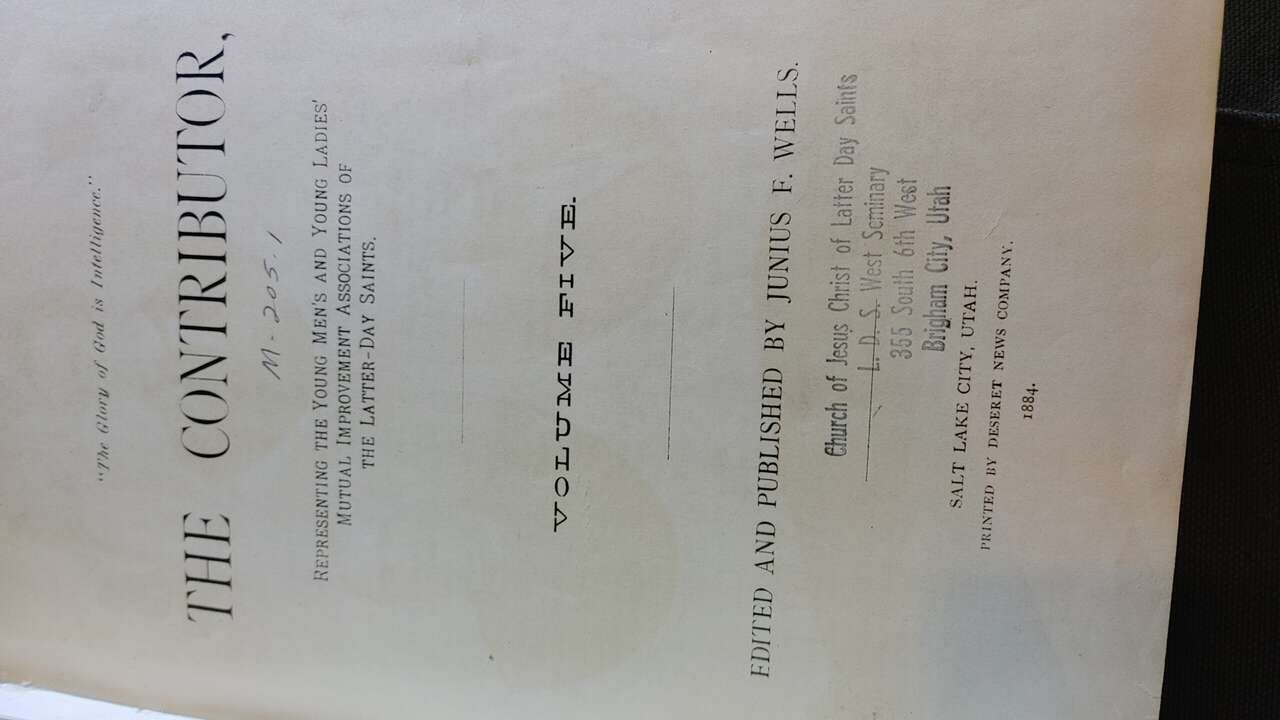 "The Glory of God is Intelligence."
THE CONTRIBUTOR,
M-205.1
REPRESENTING THE YOUNG MEN'S AND YOUNG LADIES'
MUTUAL IMPROVEMENT ASSOCIATIONS OF
THE LATTER-DAY SAINTS.
VOLUME FIVE.
EDITED AND PUBLISHED BY JUNIUS F. WELLS.
Church of Jesus Christ of Latter Day Saints
L. D. S. West Seminary
355 South 6th West
Brigham City, Utah
SALT LAKE CITY, UTAH.
PRINTED BY DESERET NEWS COMPANY.
1884.